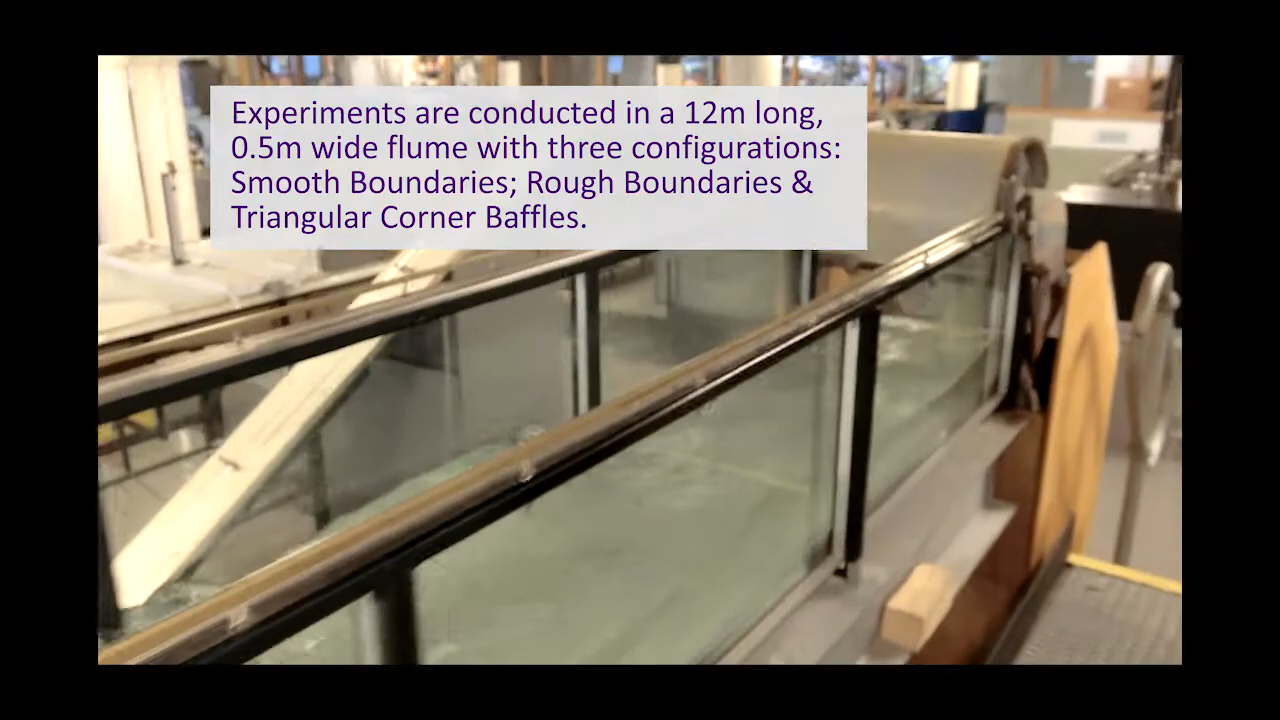 Experiments are conducted in a 12m long,
0.5m wide flume with three configurations:
Smooth Boundaries; Rough Boundaries &
Triangular Corner Baffles.